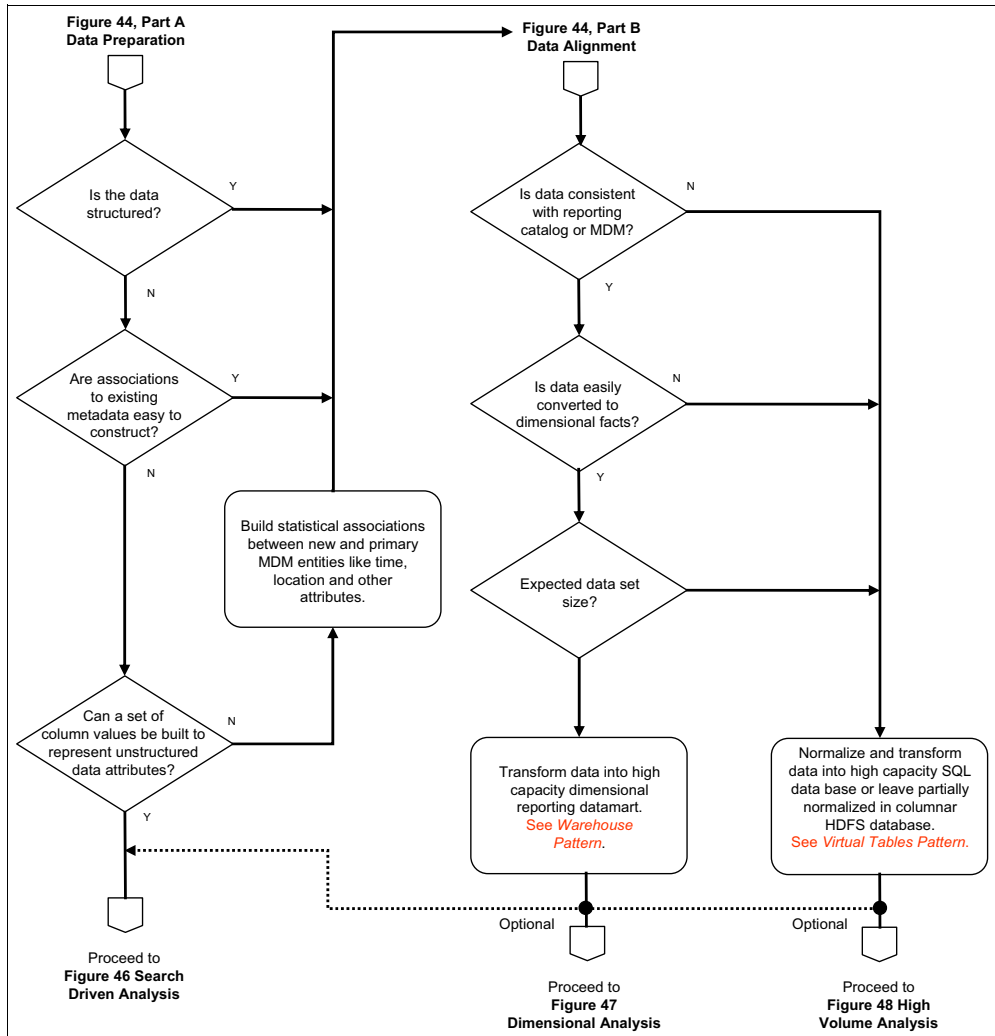 Figure 44, Part A
Data Preparation
Is the data
structured?
Y
N
Are associations
to existing
metadata easy to
construct?
Y
N
Build statistical associations
between new and primary
MDM entities like time,
location and other
attributes.
Can a set of
column values be built to
represent unstructured
data attributes?
N
Y
Proceed to
Figure 46 Search
Driven Analysis
Figure 44, Part B
Data Alignment
Is data consistent
with reporting
catalog or MDM?
N
Y
Is data easily
converted to
dimensional facts?
N
Y
Expected data set
size?
Transform data into high
capacity dimensional
reporting datamart.
See Warehouse
Pattern.
Optional
Proceed to
Figure 47
Dimensional Analysis
Normalize and transform
data into high capacity SQL
data base or leave partially
normalized in columnar
HDFS database.
See Virtual Tables Pattern.
Optional
Proceed to
Figure 48 High
Volume Analysis